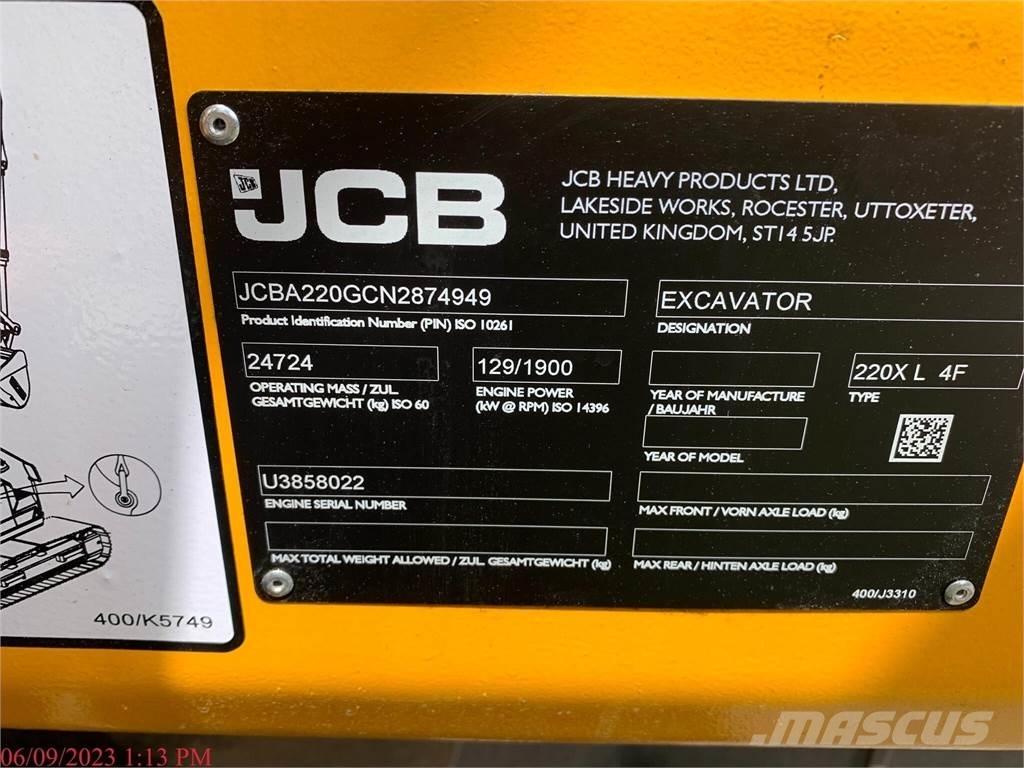 JCB
JCB
JCB HEAVY PRODUCTS LTD,
LAKESIDE WORKS, ROCESTER, UTTOXETER,
UNITED KINGDOM, ST14 5JP.
JCBA220GCN2874949
Product Identification Number (PIN) ISO 10261
EXCAVATOR
DESIGNATION
24724
OPERATING MASS / ZUL.
GESAMTGEWICHT (kg) ISO 60
129/1900
ENGINE POWER
(kW @ RPM) ISO 14396
YEAR OF MANUFACTURE
/ BAUJAHR
220X L 4F
TYPE
YEAR OF MODEL
U3858022
ENGINE SERIAL NUMBER
MAX FRONT / VORN AXLE LOAD (kg)
MAX TOTAL WEIGHT ALLOWED / ZUL. GESAMTGEWICHT (kg)
MAX REAR / HINTEN AXLE LOAD (kg)
400/J3310
400/K5749
MASCUS
06/09/2023 1:13 PM